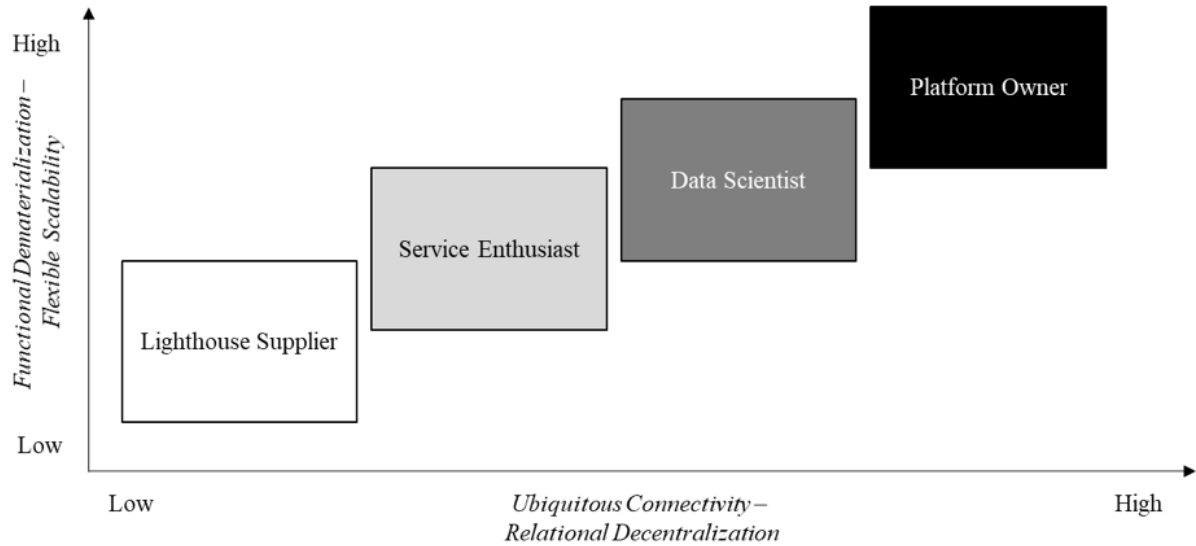 High
Functional Dematerialization –
Flexible Scalability
Low
Platform Owner
Data Scientist
Service Enthusiast
Lighthouse Supplier
Low
Ubiquitous Connectivity –
Relational Decentralization
High